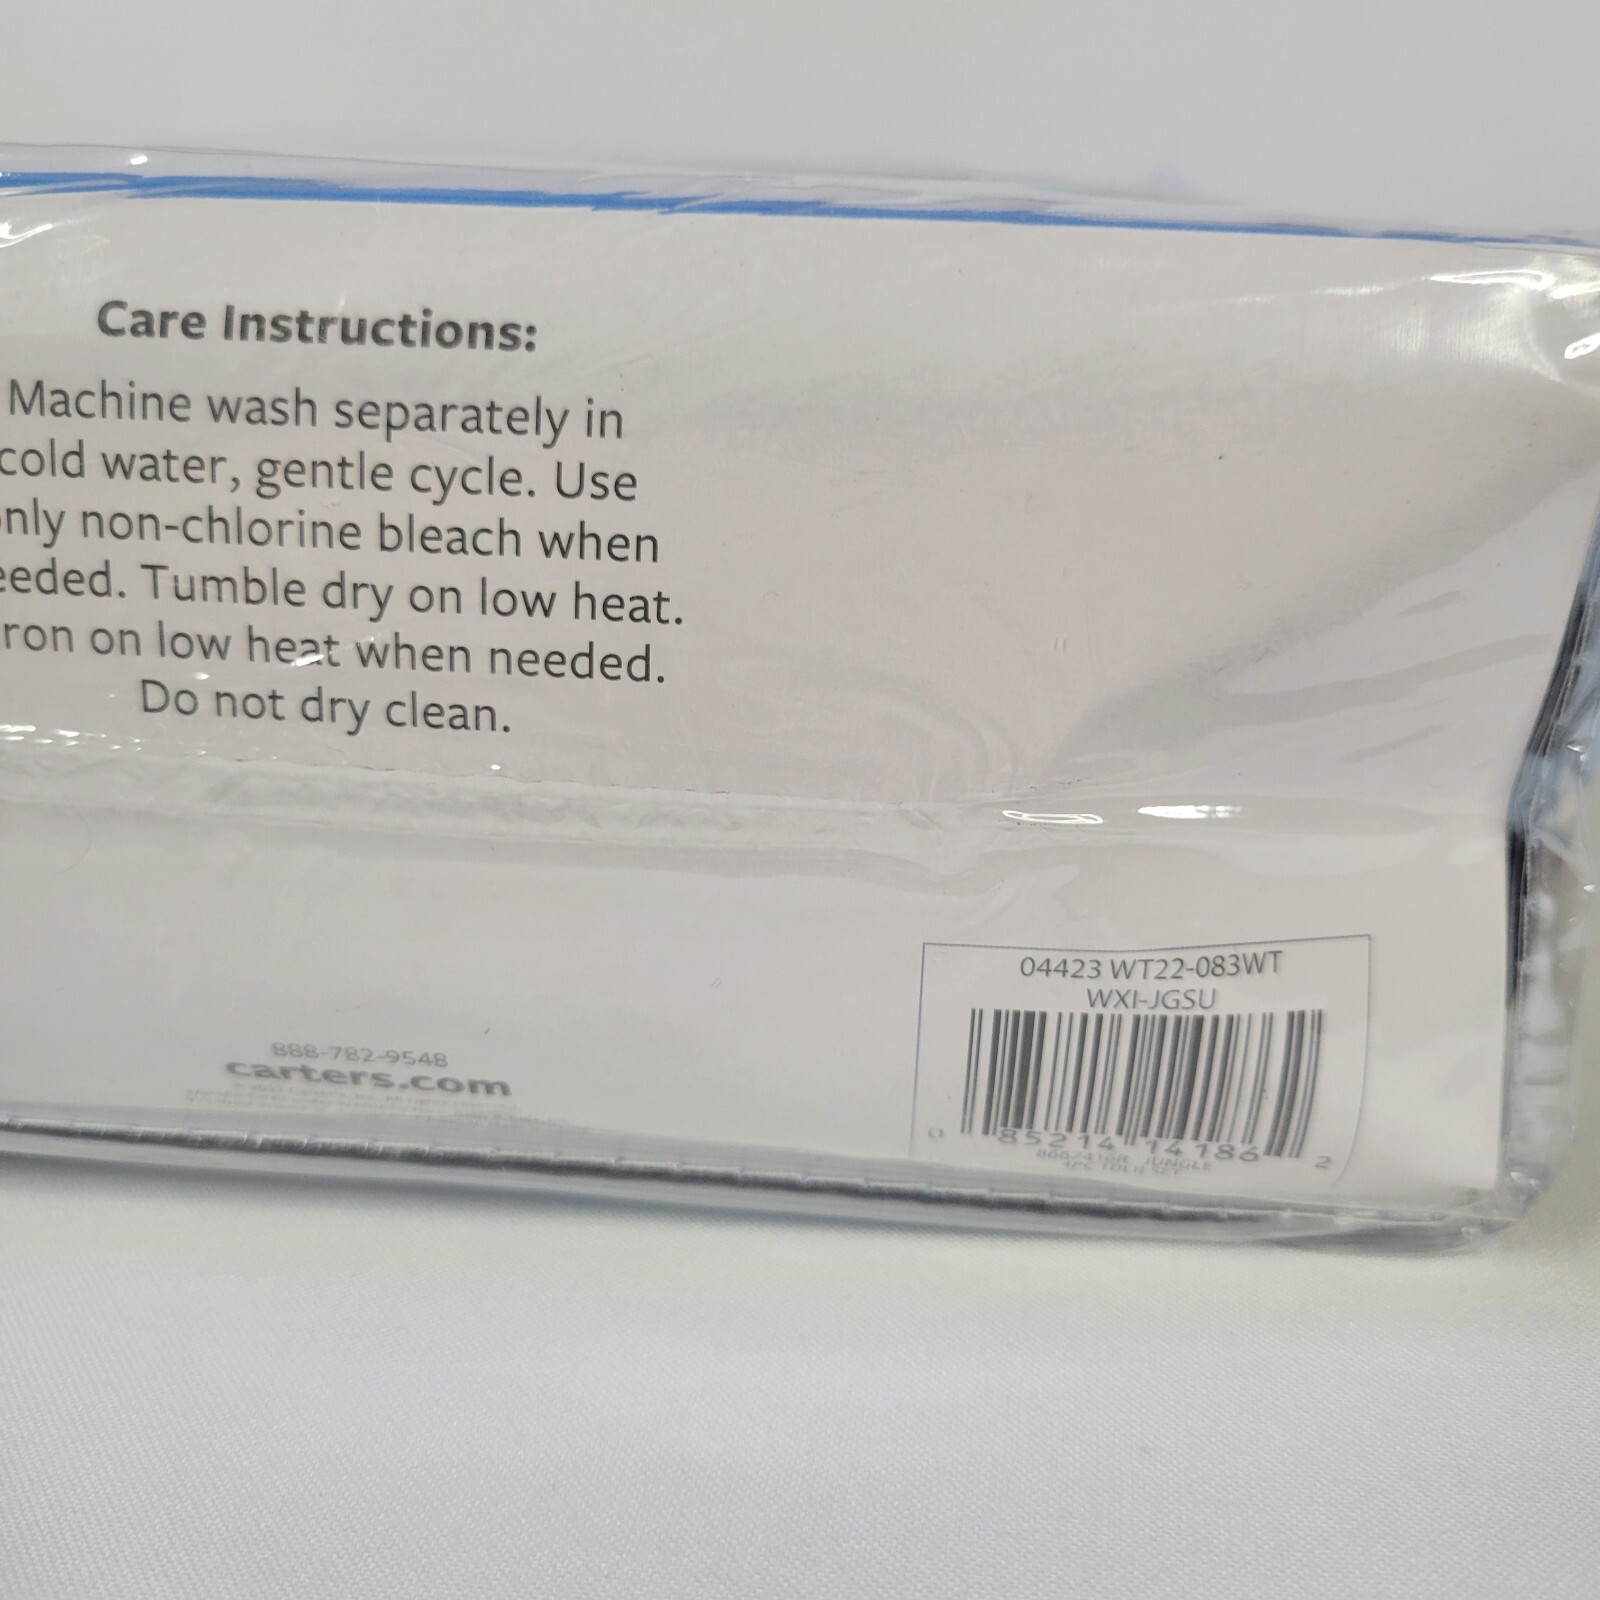 Care Instructions:
Machine wash separately in
cold water, gentle cycle. Use
nly non-chlorine bleach when
eeded. Tumble dry on low heat.
ron on low heat when needed.
Do not dry clean.
888-782-9548
carters.com
04423 WT22-083WT
WXI-JGSU
0 85214 14186 2
JUNGLE